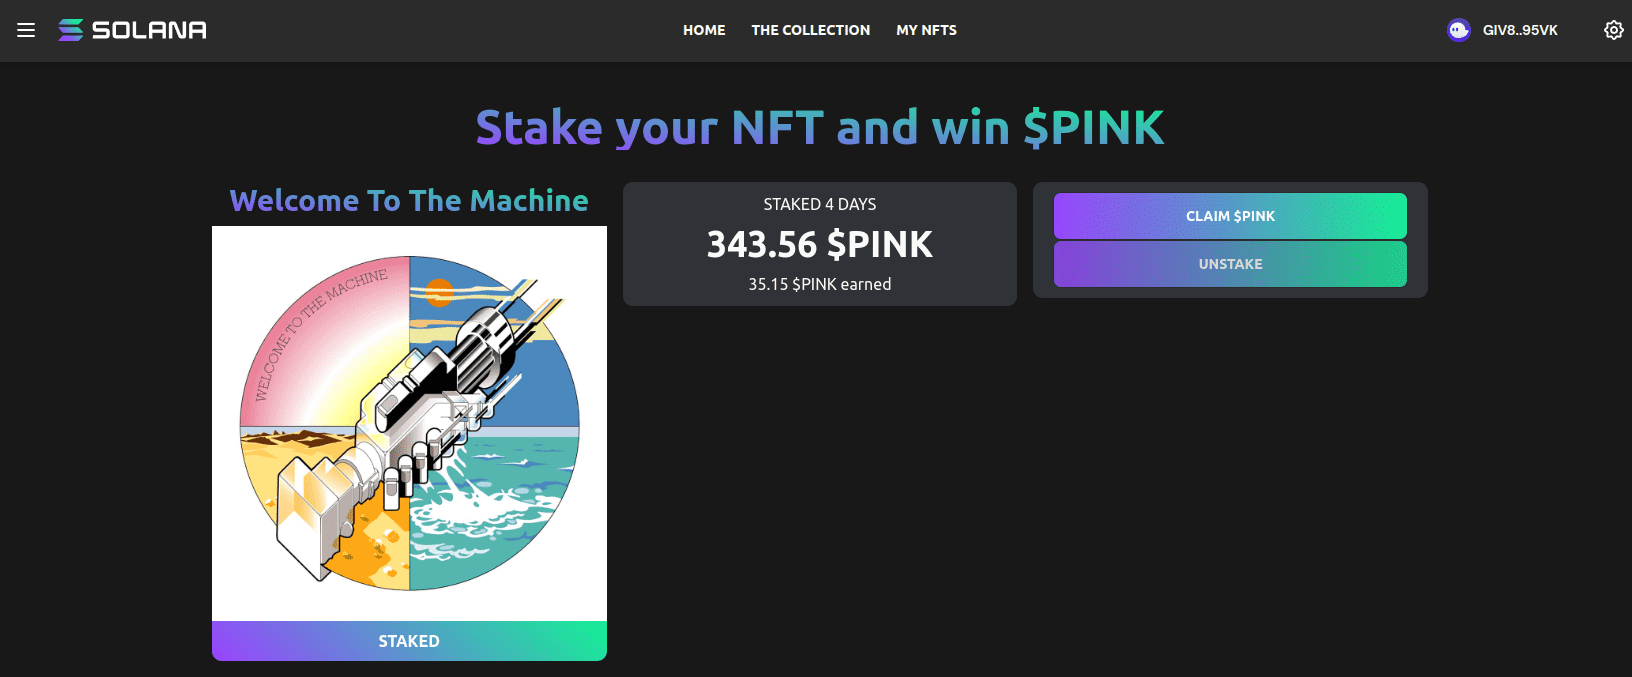 SOLANA
HOME THE COLLECTION MY NFTS
GIV8..95VK
Stake your NFT and win $PINK
Welcome To The Machine
WELCOME TO THE MACHINE
STAKED
STAKED 4 DAYS
343.56 $PINK
35.15 $PINK earned
CLAIM $PINK
UNSTAKE